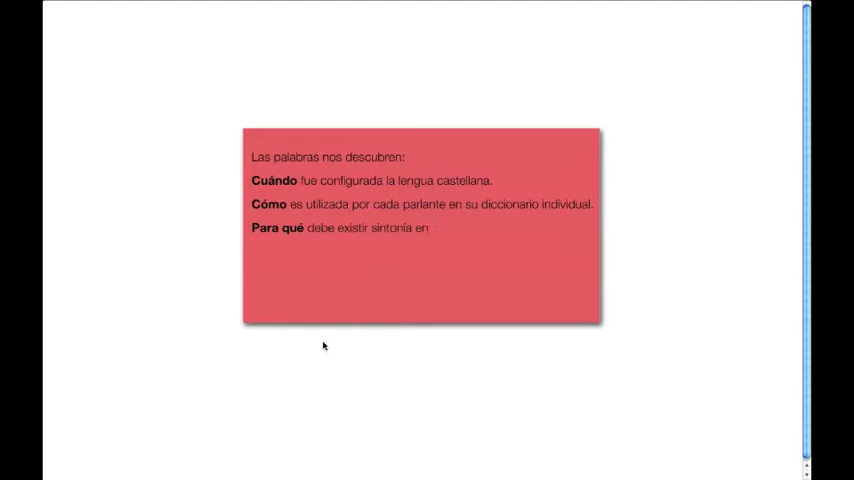 Las palabras nos descubren:
Cuándo fue configurada la lengua castellana.
Cómo es utilizada por cada parlante en su diccionario individual.
Para qué debe existir sintonía en